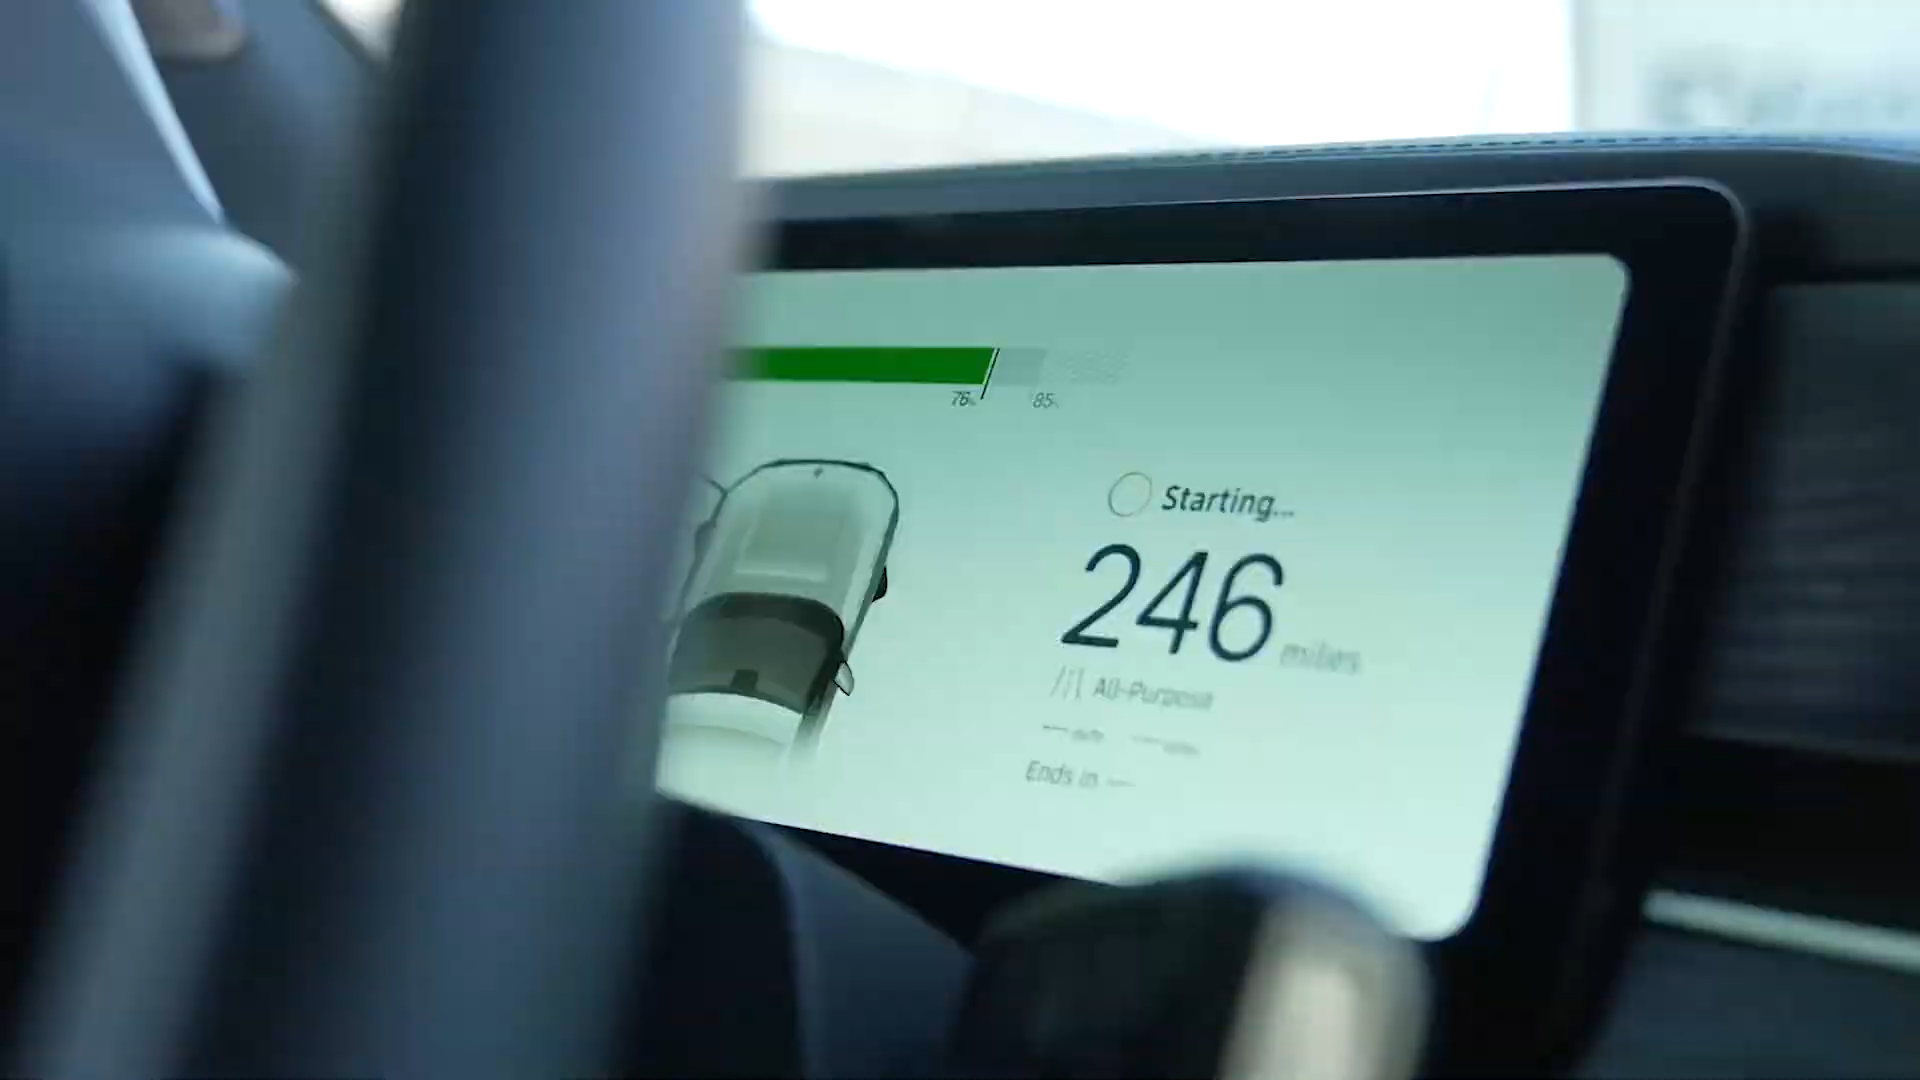 76%
85%
Starting...
246 miles
All-Purpose
Ends in —